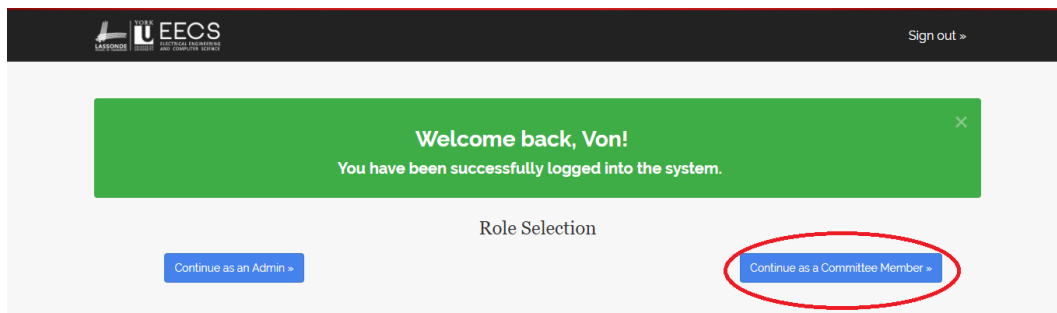 YORK
EECS
LASSONDE
ELECTRICAL ENGINEERING
AND COMPUTER SCIENCE
Sign out »
×
Welcome back, Von!
You have been successfully logged into the system.
Role Selection
Continue as an Admin »
Continue as a Committee Member »